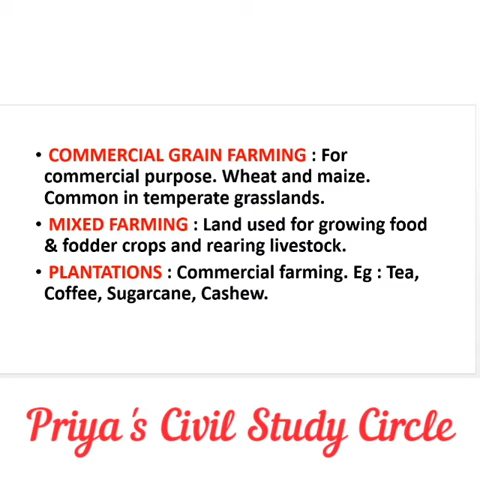 • COMMERCIAL GRAIN FARMING : For
commercial purpose. Wheat and maize.
Common in temperate grasslands.
• MIXED FARMING : Land used for growing food
& fodder crops and rearing livestock.
• PLANTATIONS : Commercial farming. Eg : Tea,
Coffee, Sugarcane, Cashew.
Priya's Civil Study Circle